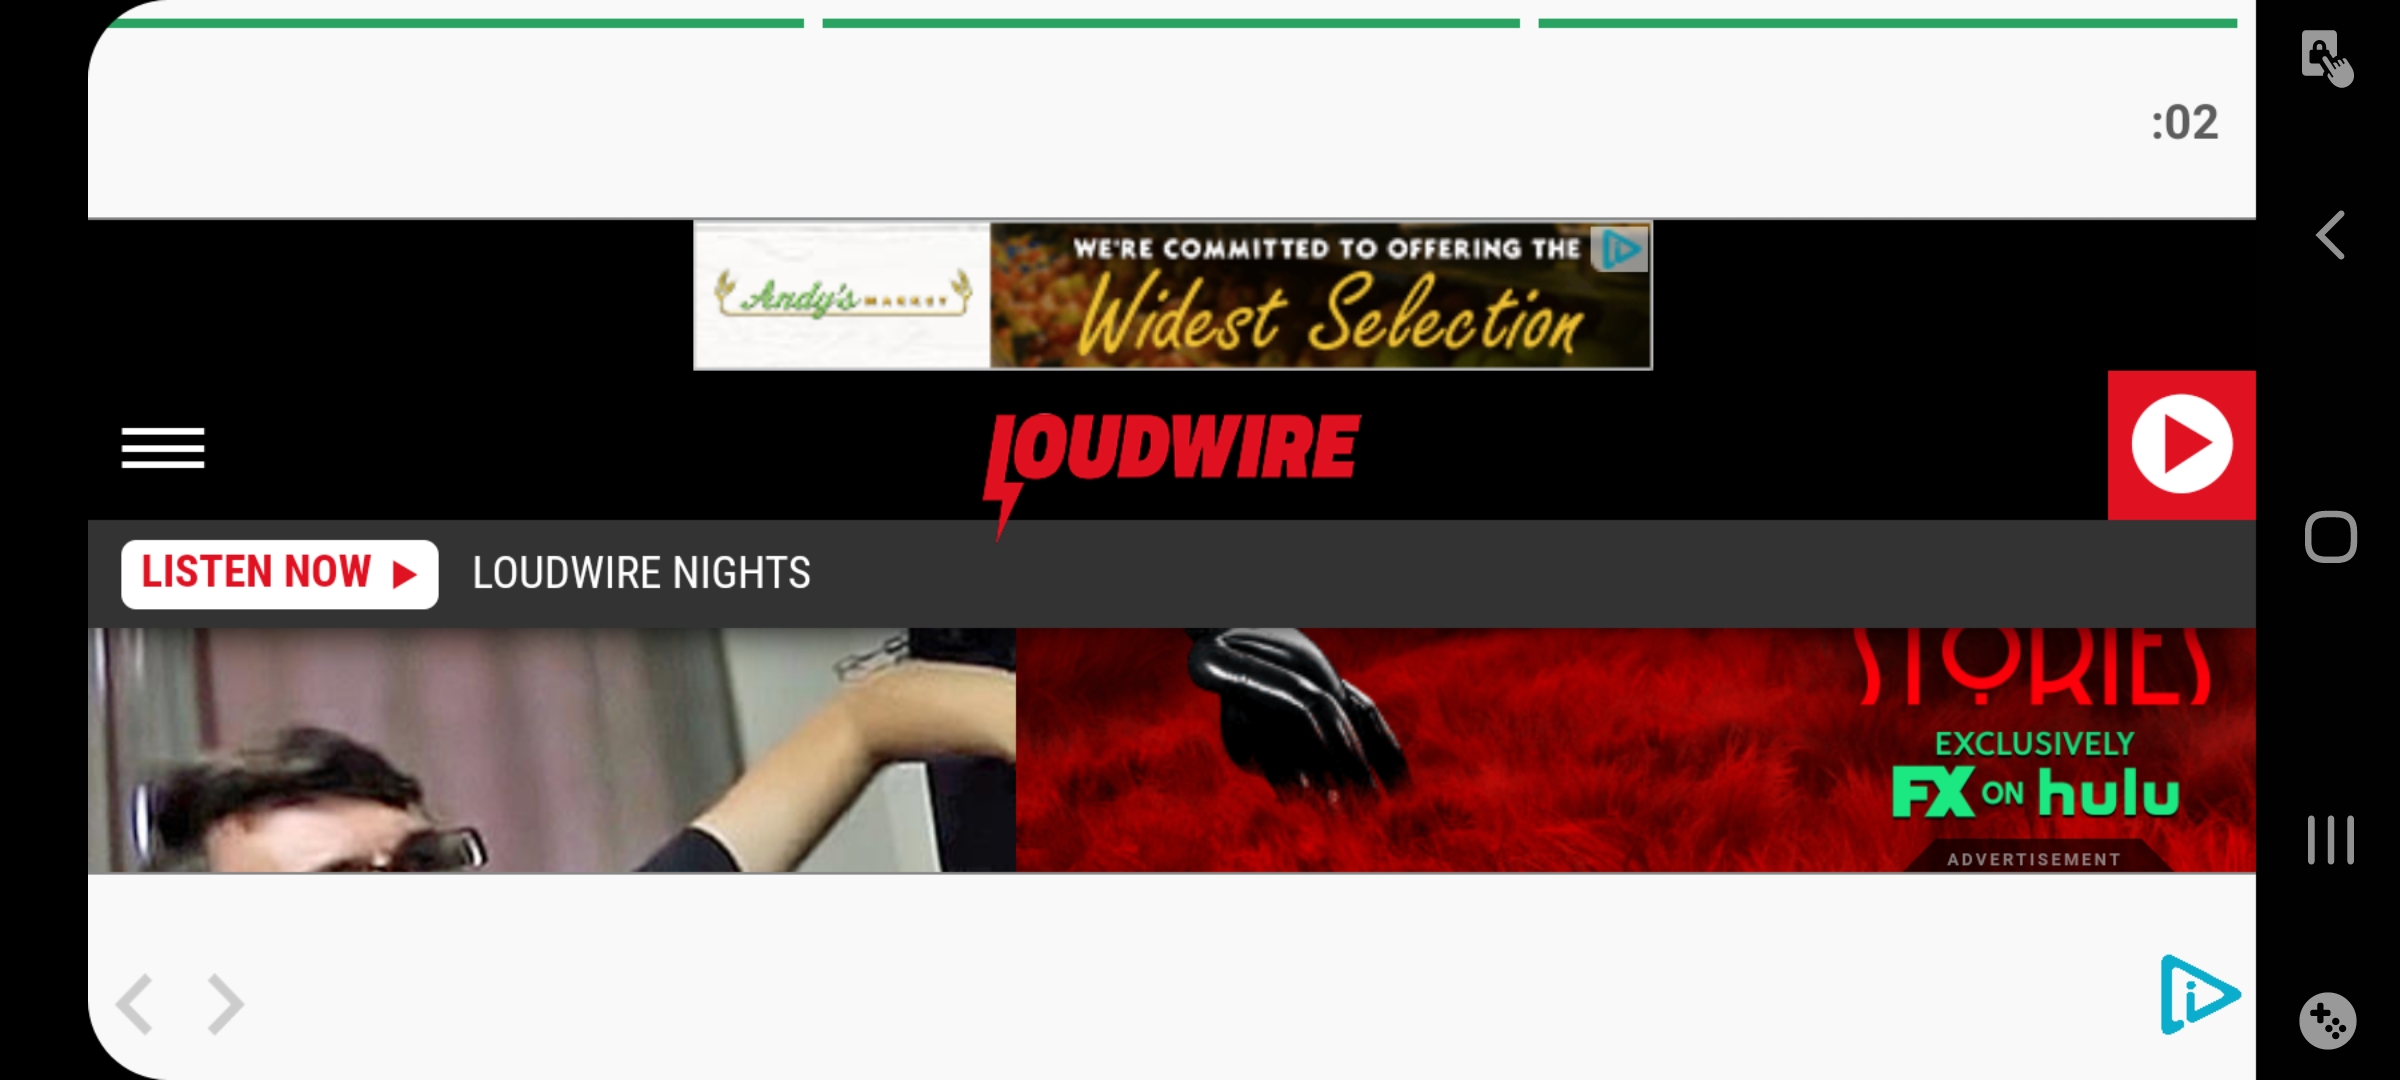 :02
Andy's MARKET
WE'RE COMMITTED TO OFFERING THE
Widest Selection
LOUDWIRE
LISTEN NOW
LOUDWIRE NIGHTS
STORIES
EXCLUSIVELY
FX ON hulu
ADVERTISEMENT